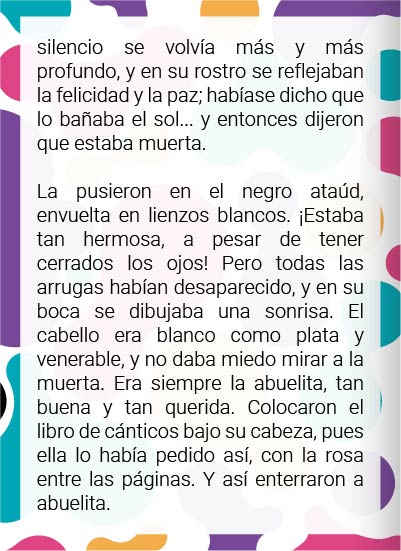 silencio se volvía más y más
profundo, y en su rostro se reflejaban
la felicidad y la paz; habíase dicho que
lo bañaba el sol... y entonces dijeron
que estaba muerta.
La pusieron en el negro ataúd,
envuelta en lienzos blancos. ¡Estaba
tan hermosa, a pesar de tener
cerrados los ojos! Pero todas las
arrugas habían desaparecido, y en su
boca se dibujaba una sonrisa. El
cabello era blanco como plata y
venerable, y no daba miedo mirar a la
muerta. Era siempre la abuelita, tan
buena y tan querida. Colocaron el
libro de cánticos bajo su cabeza, pues
ella lo había pedido así, con la rosa
entre las páginas. Y así enterraron a
abuelita.